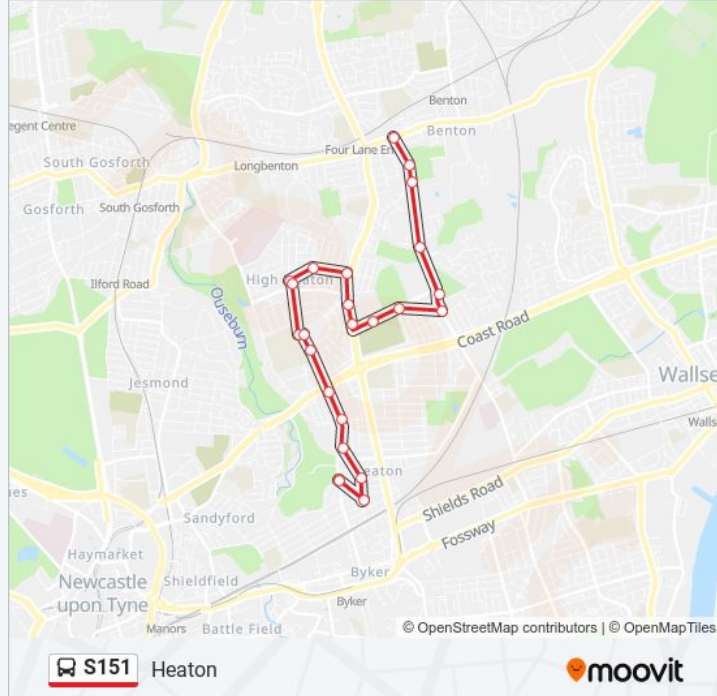 Benton
Benton
egent Centre
Four Lane En
South Gosforth
Longbenton
Gosforth
South Gosforth
High Heaton
Ilford Road
Ouseburn
Coast Road
Wallse
Jesmond
Walls
Heaton
Shields Road
Sandyford
Fossway
Haymarket
Byker
Newcastle
upon Tyne
Shieldfield
Byker
Manors
Battle Field
© OpenStreetMap contributors | © OpenMapTiles
S151 Heaton
moovit